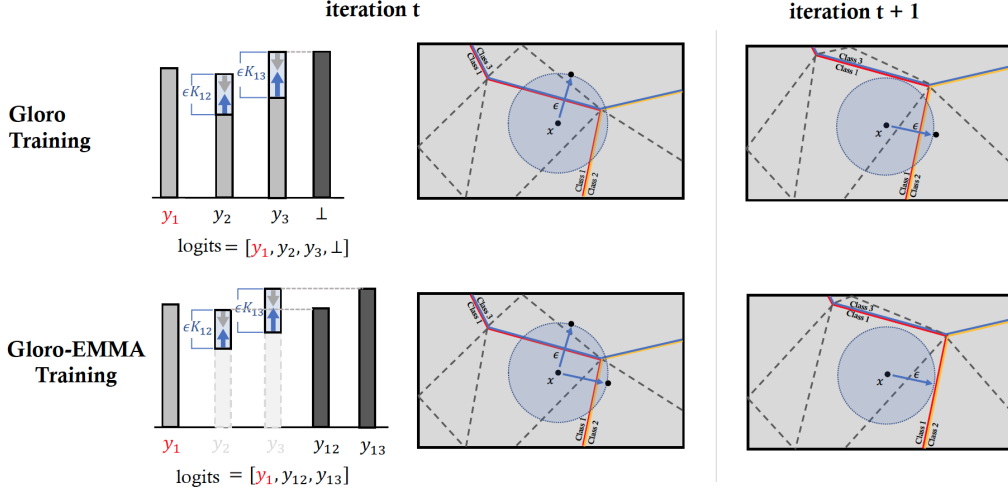 iteration t
iteration t + 1
Gloro
Training
ϵK₁₂
ϵK₁₃
y₁
y₂
y₃
⊥
logits = [y₁, y₂, y₃, ⊥]
Class 3
Class 1
ϵ
x
Class 1
Class 2
Class 3
Class 1
ϵ
x
Class 1
Class 2
Gloro-EMMA
Training
ϵK₁₂
ϵK₁₃
y₁
y₂
y₃
y₁₂
y₁₃
logits = [y₁, y₁₂, y₁₃]
Class 3
Class 1
ϵ
x
Class 1
Class 2
Class 3
Class 1
ϵ
x
Class 1
Class 2